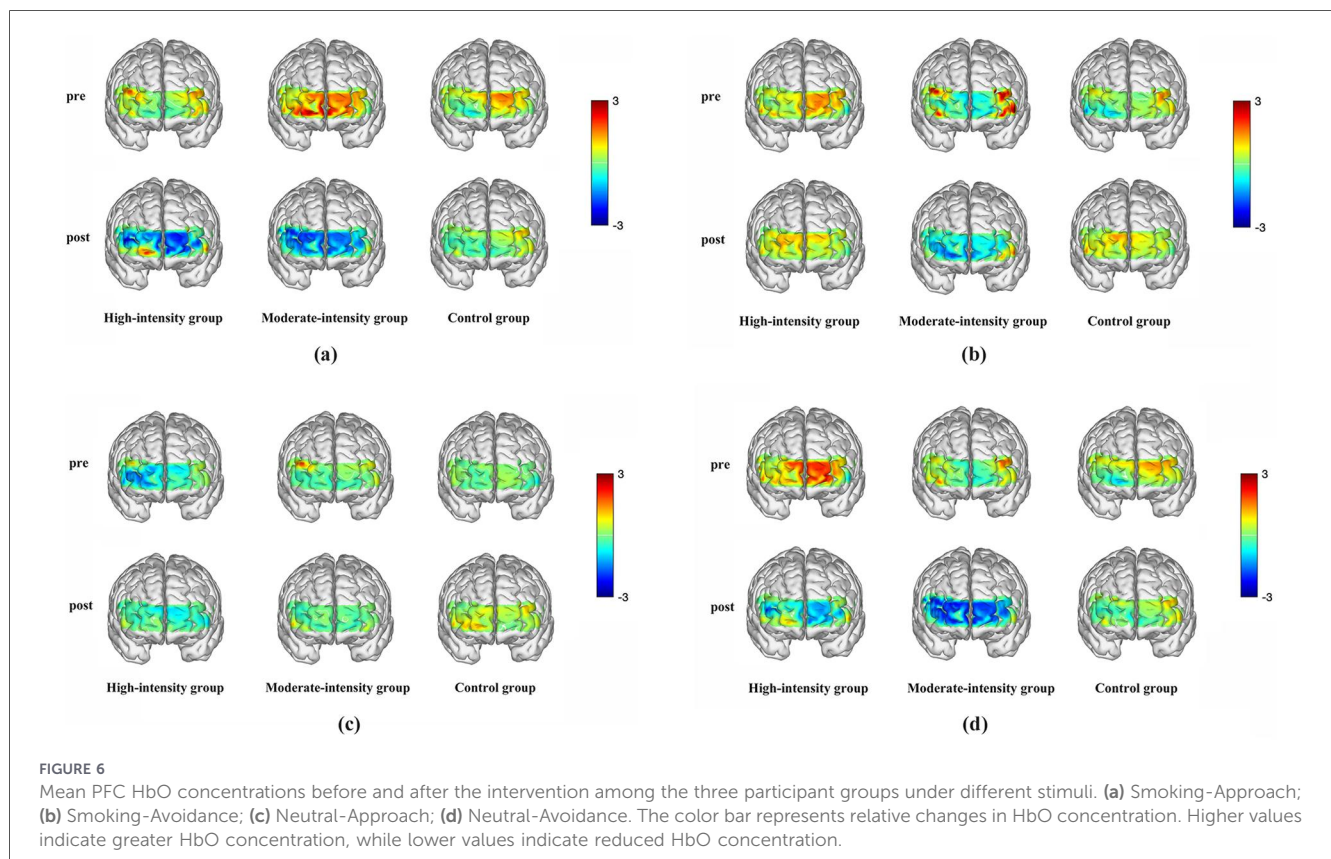 pre
3
post
-3
High-intensity group Moderate-intensity group Control group
(a)
pre
3
post
-3
High-intensity group Moderate-intensity group Control group
(b)
pre
3
post
-3
High-intensity group Moderate-intensity group Control group
(c)
pre
3
post
-3
High-intensity group Moderate-intensity group Control group
(d)
FIGURE 6
Mean PFC HbO concentrations before and after the intervention among the three participant groups under different stimuli. (a) Smoking-Approach;
(b) Smoking-Avoidance; (c) Neutral-Approach; (d) Neutral-Avoidance. The color bar represents relative changes in HbO concentration. Higher values
indicate greater HbO concentration, while lower values indicate reduced HbO concentration.